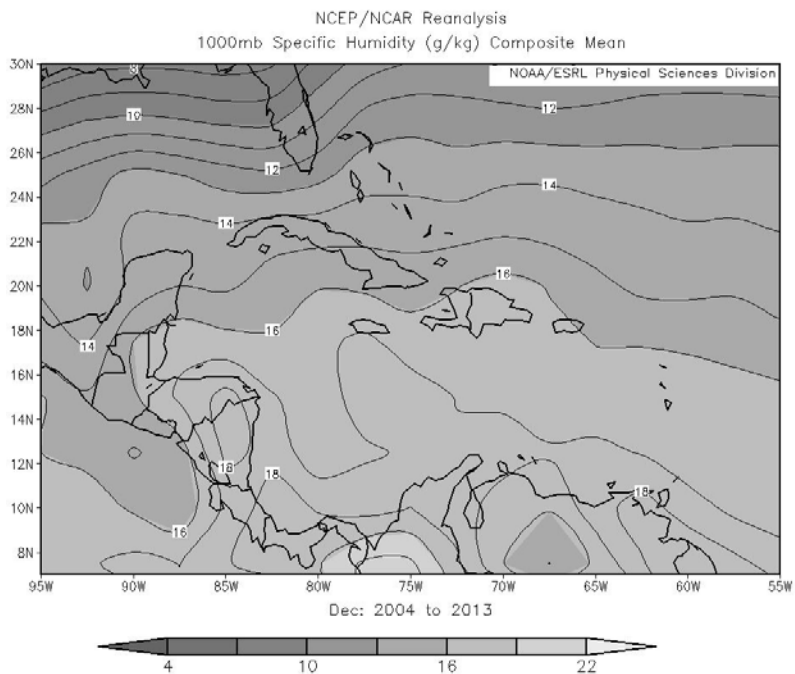 NCEP/NCAR Reanalysis
1000mb Specific Humidity (g/kg) Composite Mean
NOAA/ESRL Physical Sciences Division
30N
28N
26N
24N
22N
20N
18N
16N
14N
12N
10N
8N
10
12
12
14
14
16
16
14
18
18
18
16
95W 90W 85W 80W 75W 70W 65W 60W 55W
Dec: 2004 to 2013
4 10 16 22